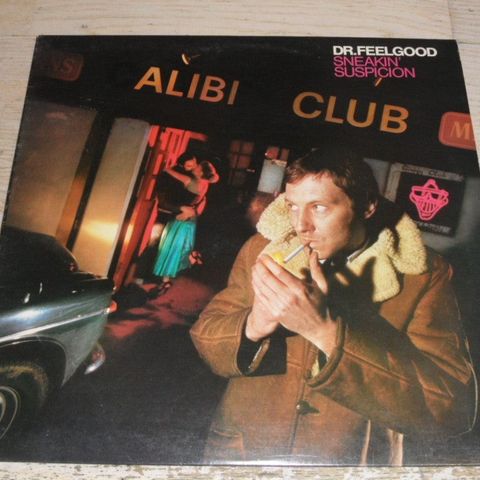 DR.FEELGOOD
SNEAKIN'
SUSPICION
ALIBI CLUB